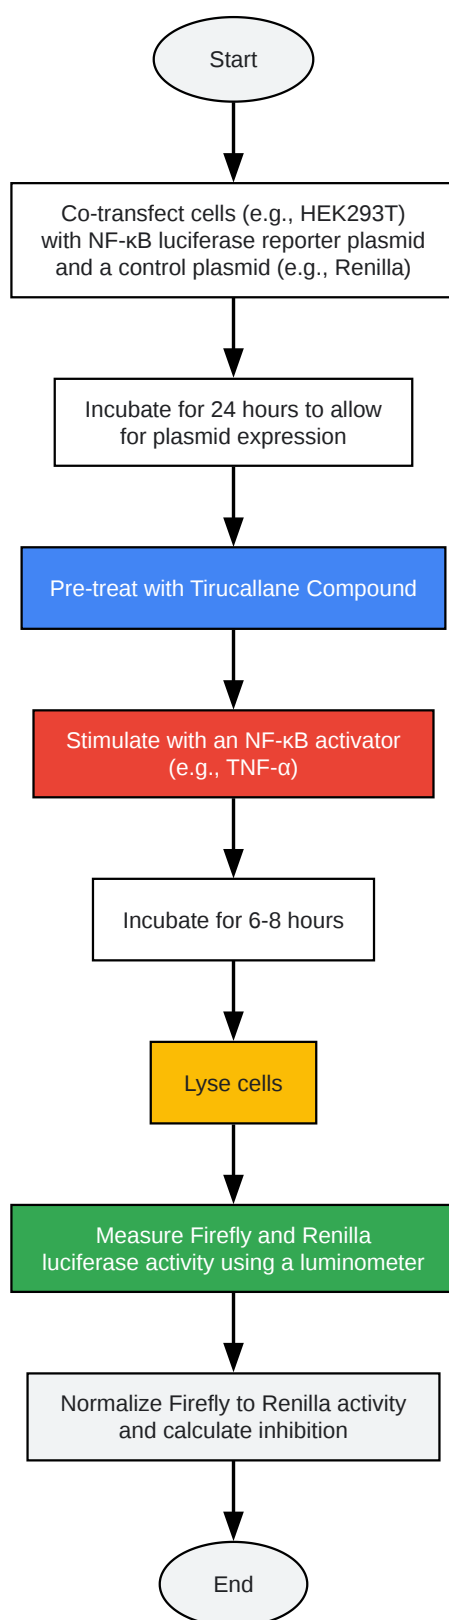 Start
Co-transfect cells (e.g., HEK293T)
with NF-κB luciferase reporter plasmid
and a control plasmid (e.g., Renilla)
Incubate for 24 hours to allow
for plasmid expression
Pre-treat with Tirucallane Compound
Stimulate with an NF-κB activator
(e.g., TNF-α)
Incubate for 6-8 hours
Lyse cells
Measure Firefly and Renilla
luciferase activity using a luminometer
Normalize Firefly to Renilla activity
and calculate inhibition
End